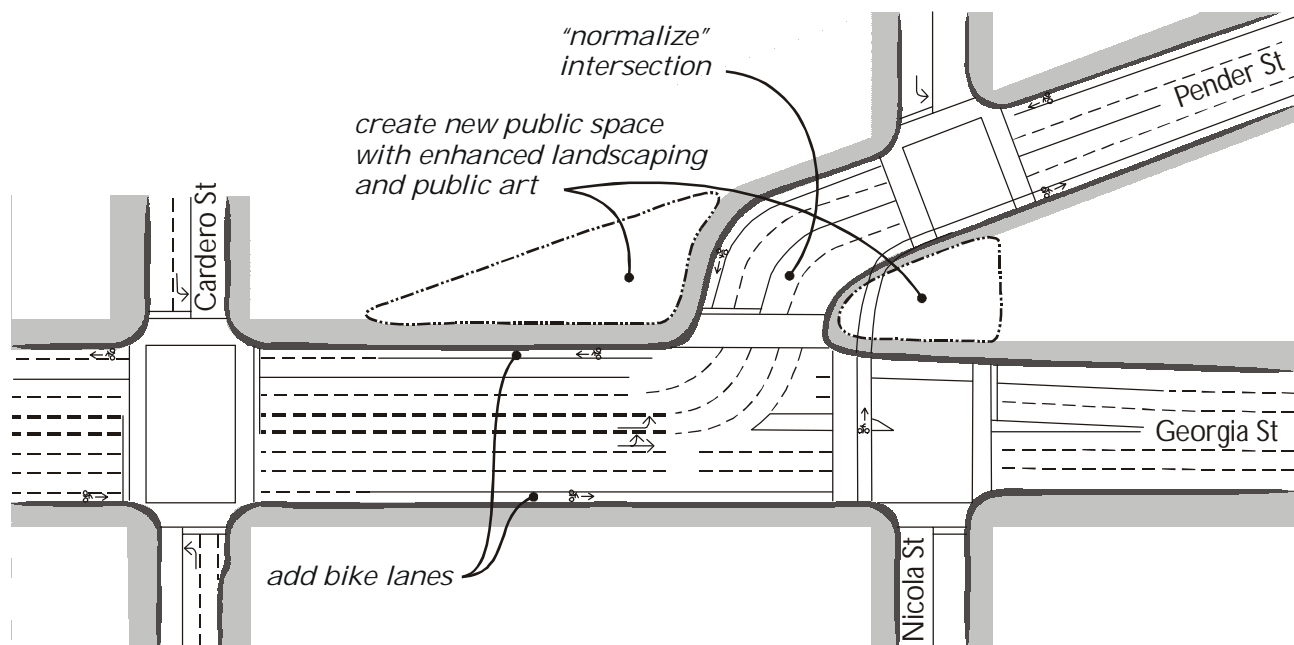 “normalize”
intersection
create new public space
with enhanced landscaping
and public art
Pender St
Cardero St
Georgia St
add bike lanes
Nicola St